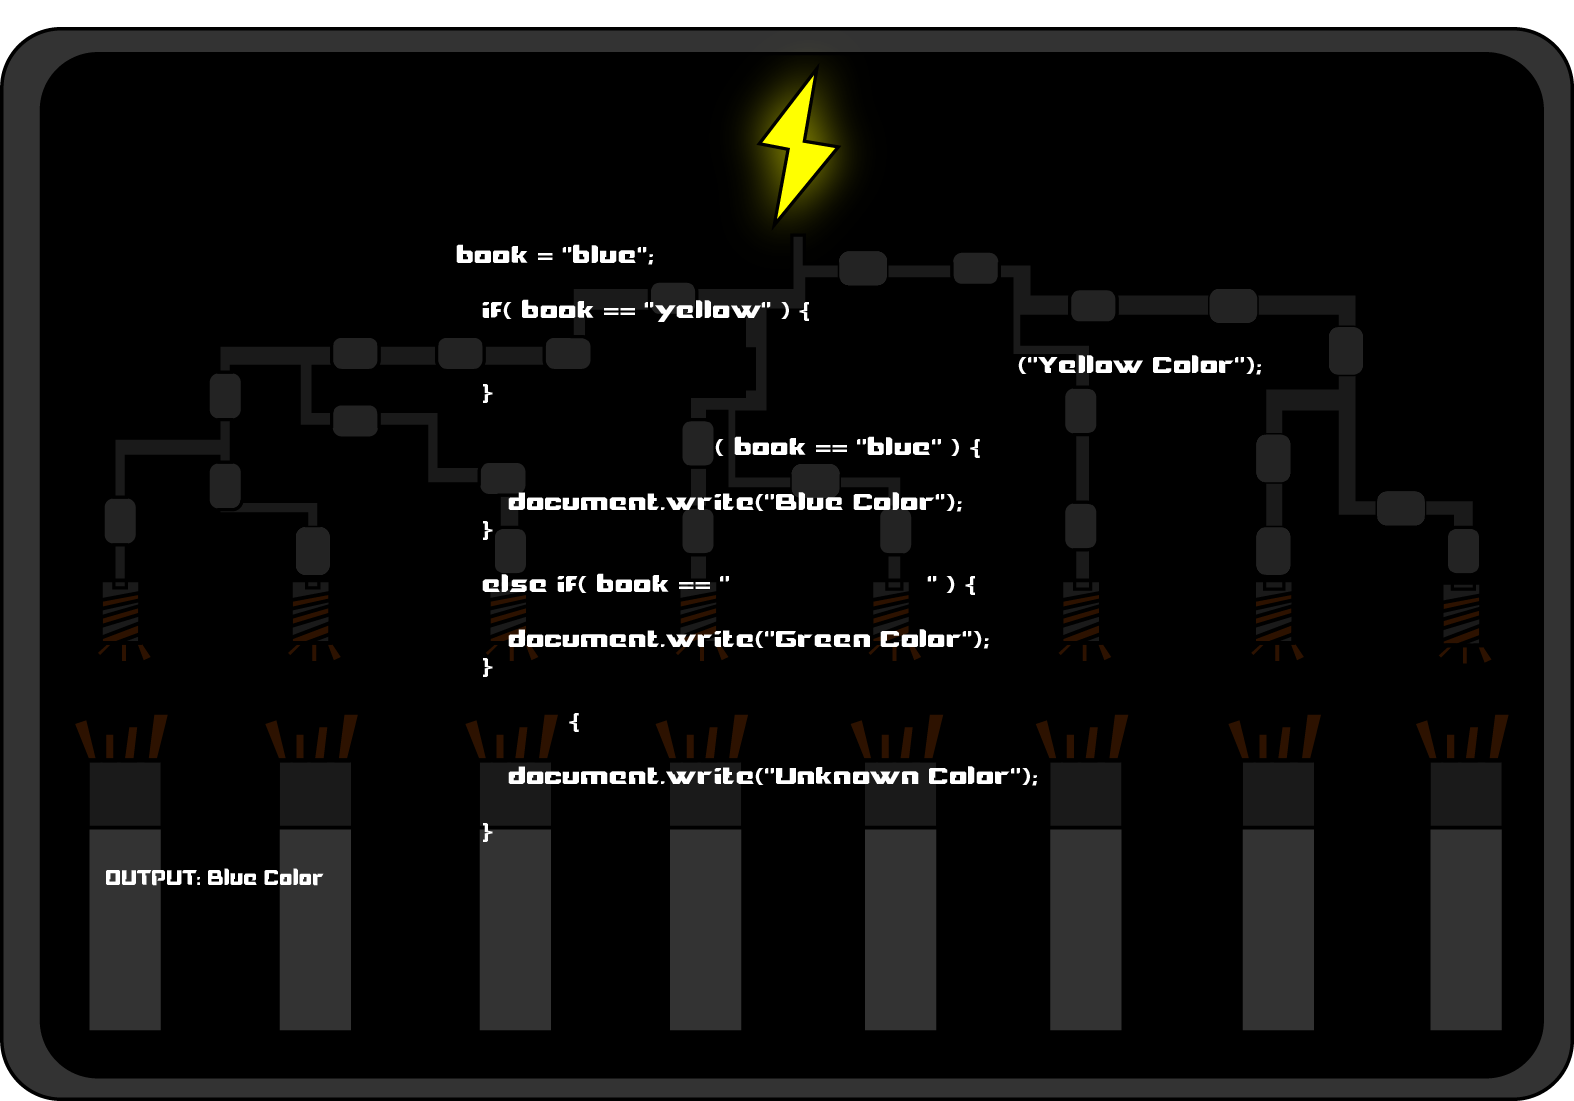 book = "blue";
if( book == "yellow" ) {
("Yellow Color");
}
( book == "blue" ) {
document.write("Blue Color");
}
else if( book == " " ) {
document.write("Green Color");
}
{
document.write("Unknown Color");
}
OUTPUT: Blue Color